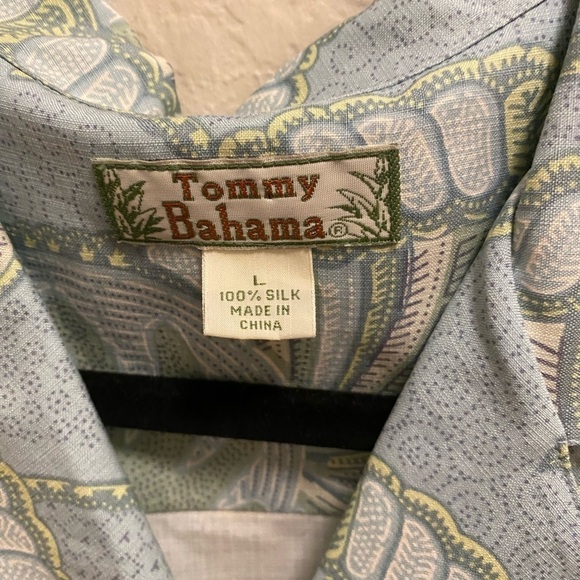 Tommy
Bahama®
L
100% SILK
MADE IN
CHINA